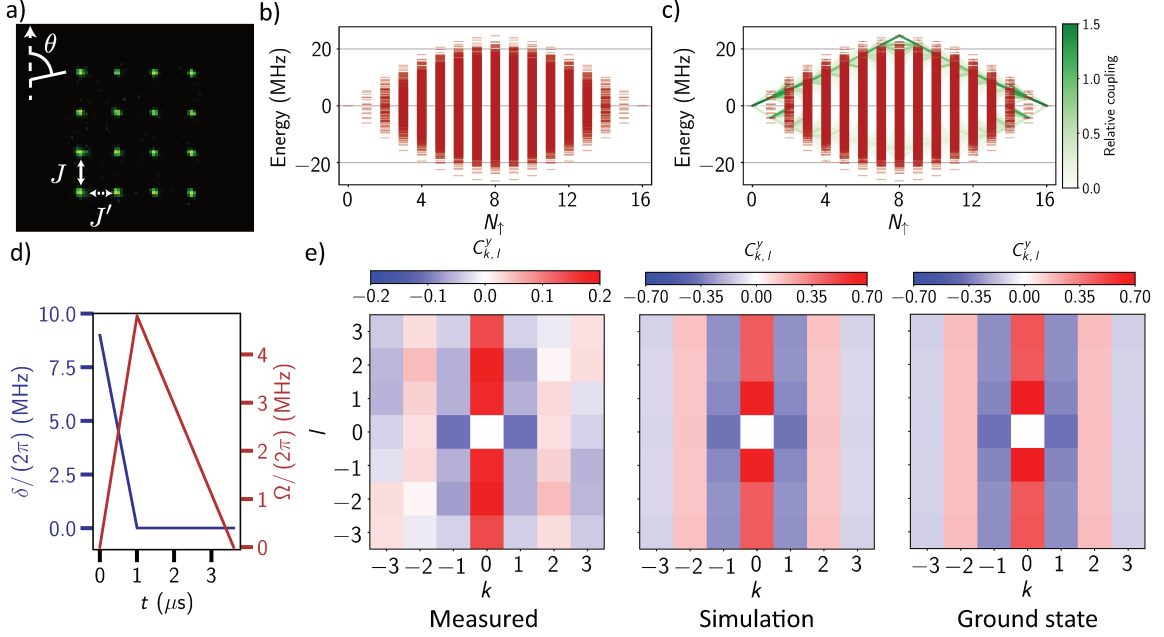 a)
θ
J
J′
b)
Energy (MHz)
20
0
−20
0 4 8 12 16
N↑
c)
Energy (MHz)
20
0
−20
0 4 8 12 16
N↑
1.5
1.0
0.5
0.0
Relative coupling
d)
δ/(2π) (MHz)
10.0
7.5
5.0
2.5
0.0
Ω/(2π) (MHz)
4
3
2
1
0
0 1 2 3
t (μs)
e)
C^y_{k, l}
−0.2 −0.1 0.0 0.1 0.2
l
3
2
1
0
−1
−2
−3
−3 −2 −1 0 1 2 3
k
Measured
C^y_{k, l}
−0.70 −0.35 0.00 0.35 0.70
−3 −2 −1 0 1 2 3
k
Simulation
C^y_{k, l}
−0.70 −0.35 0.00 0.35 0.70
−3 −2 −1 0 1 2 3
k
Ground state